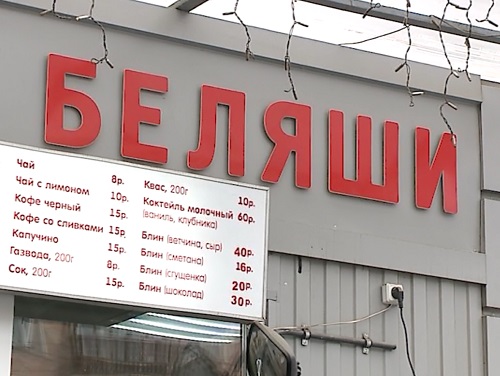 БЕЛЯШИ
Чай 8р.
Чай с лимоном 10р.
Кофе черный 15р.
Кофе со сливками 15р.
Капучино 15р.
Газвода, 200г 8р.
Сок, 200г 15р.
Квас, 200г 10р.
Коктейль молочный 60р.
(ваниль, клубника)
Блин (ветчина, сыр) 40р.
Блин (сметана) 16р.
Блин (сгущенка) 20р.
Блин (шоколад) 30р.